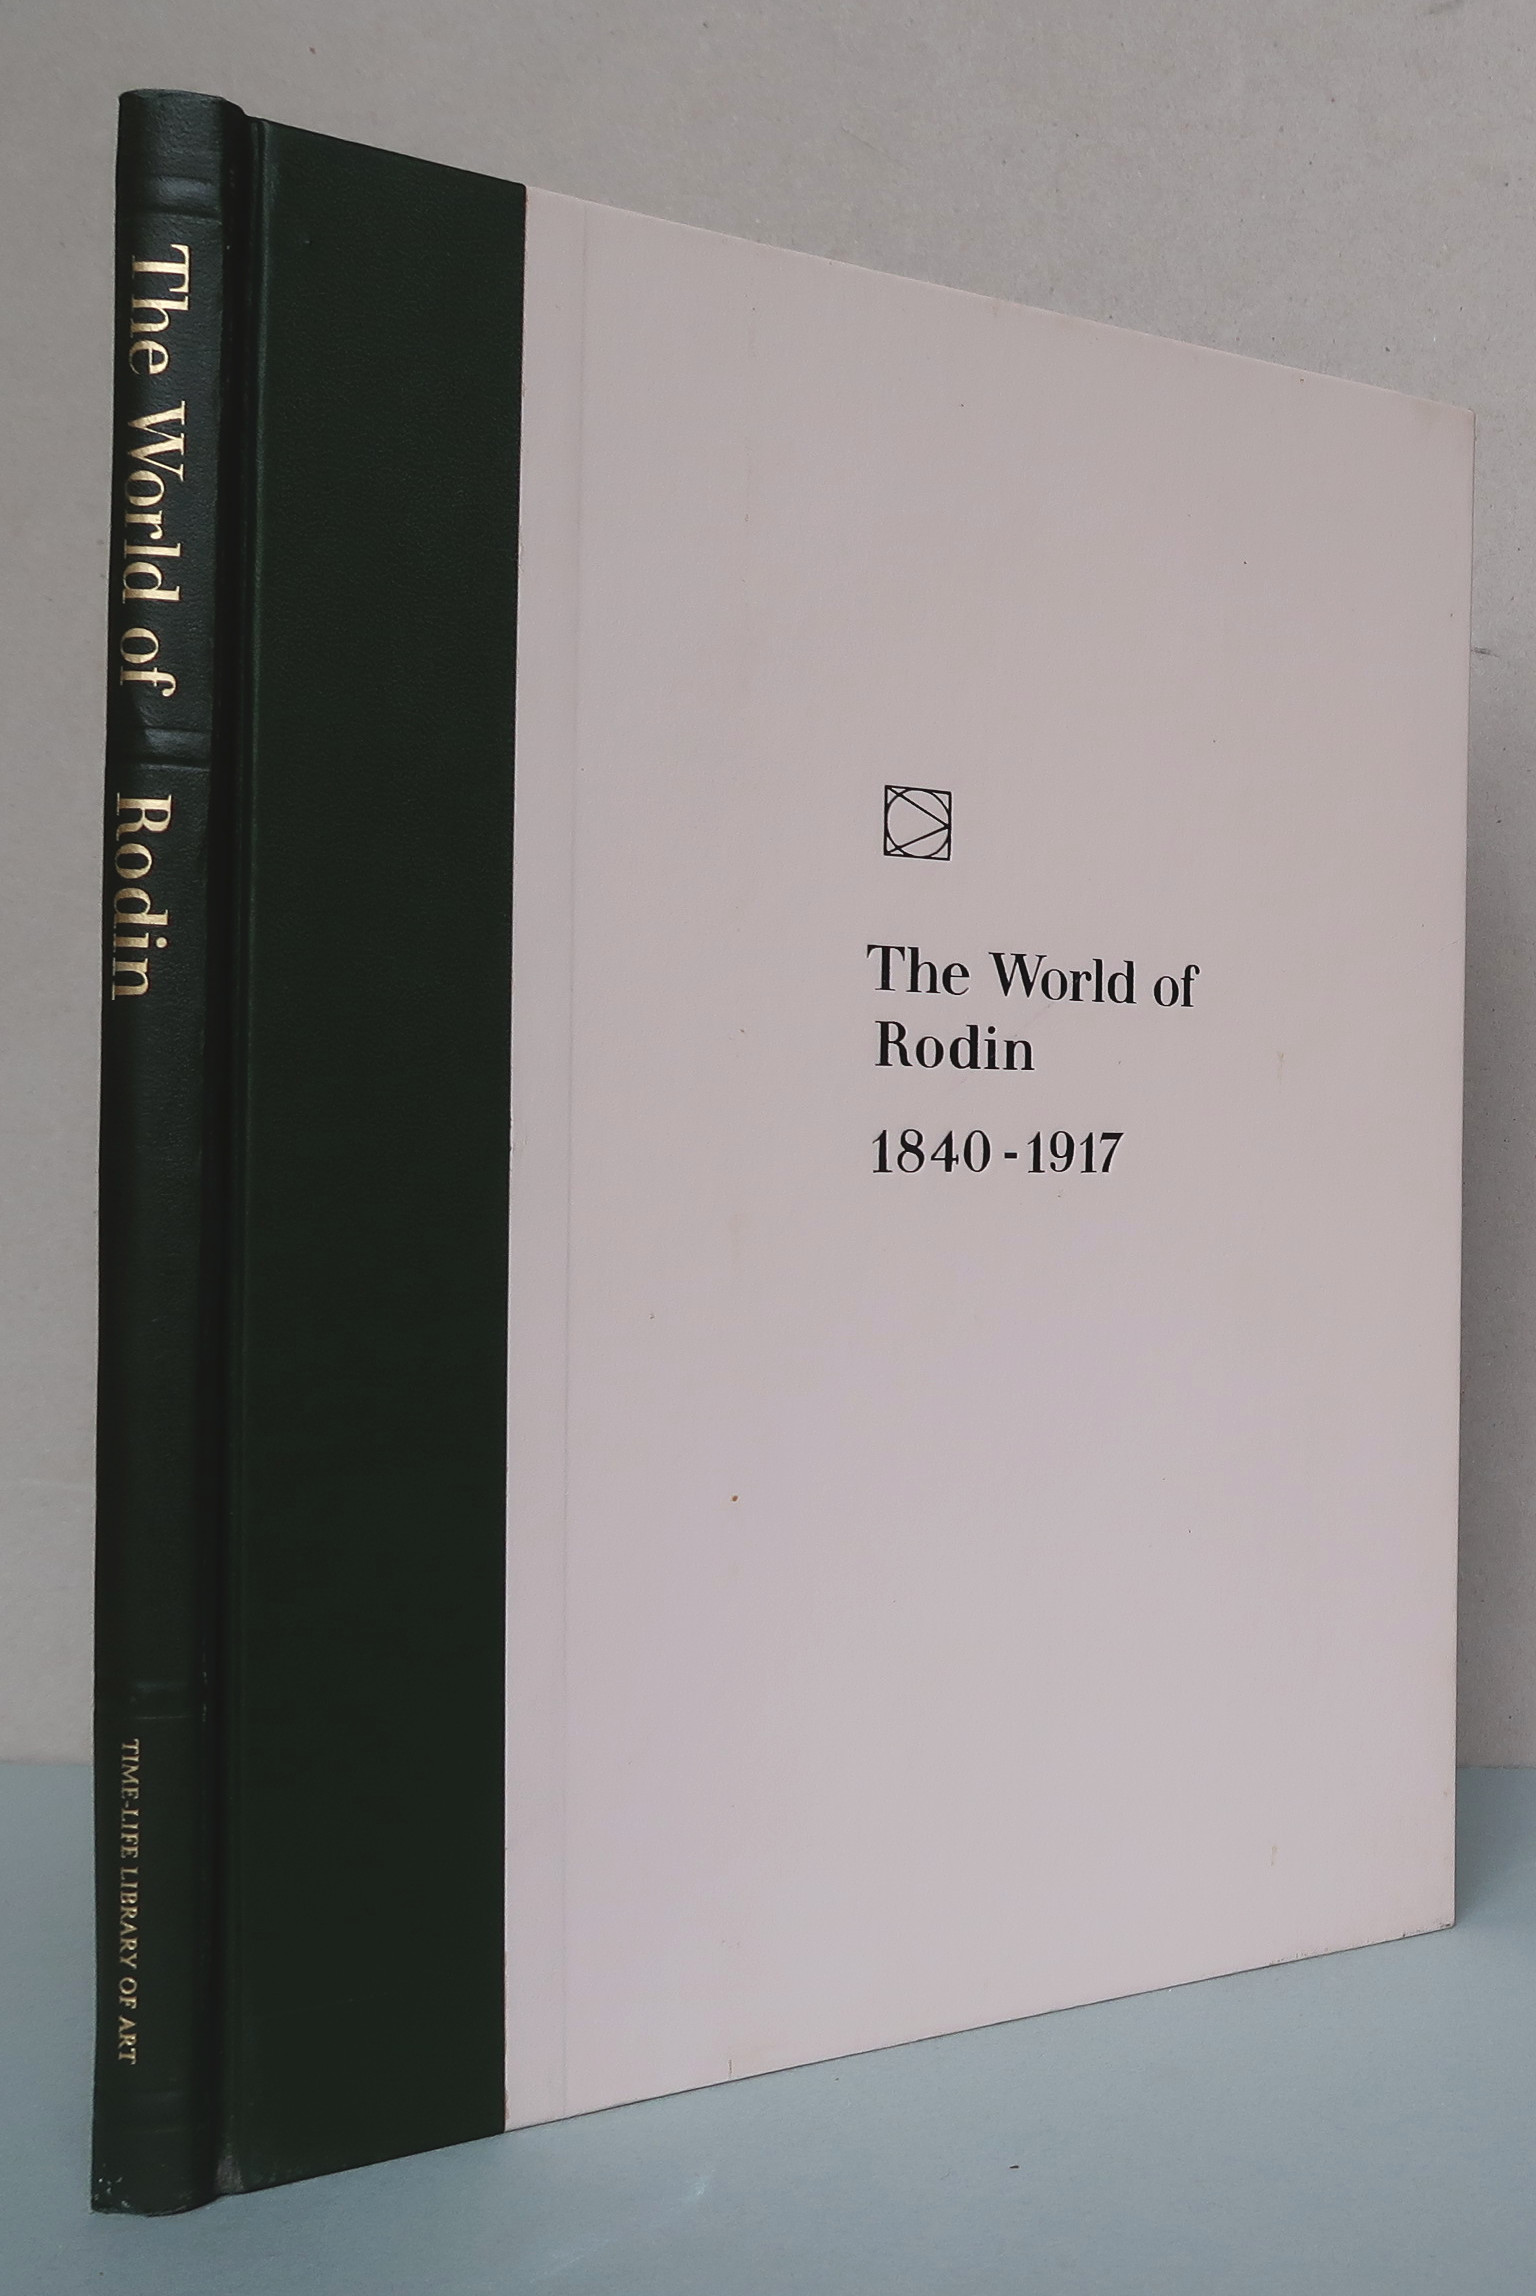 The World of Rodin
TIME-LIFE LIBRARY OF ART
The World of
Rodin
1840-1917